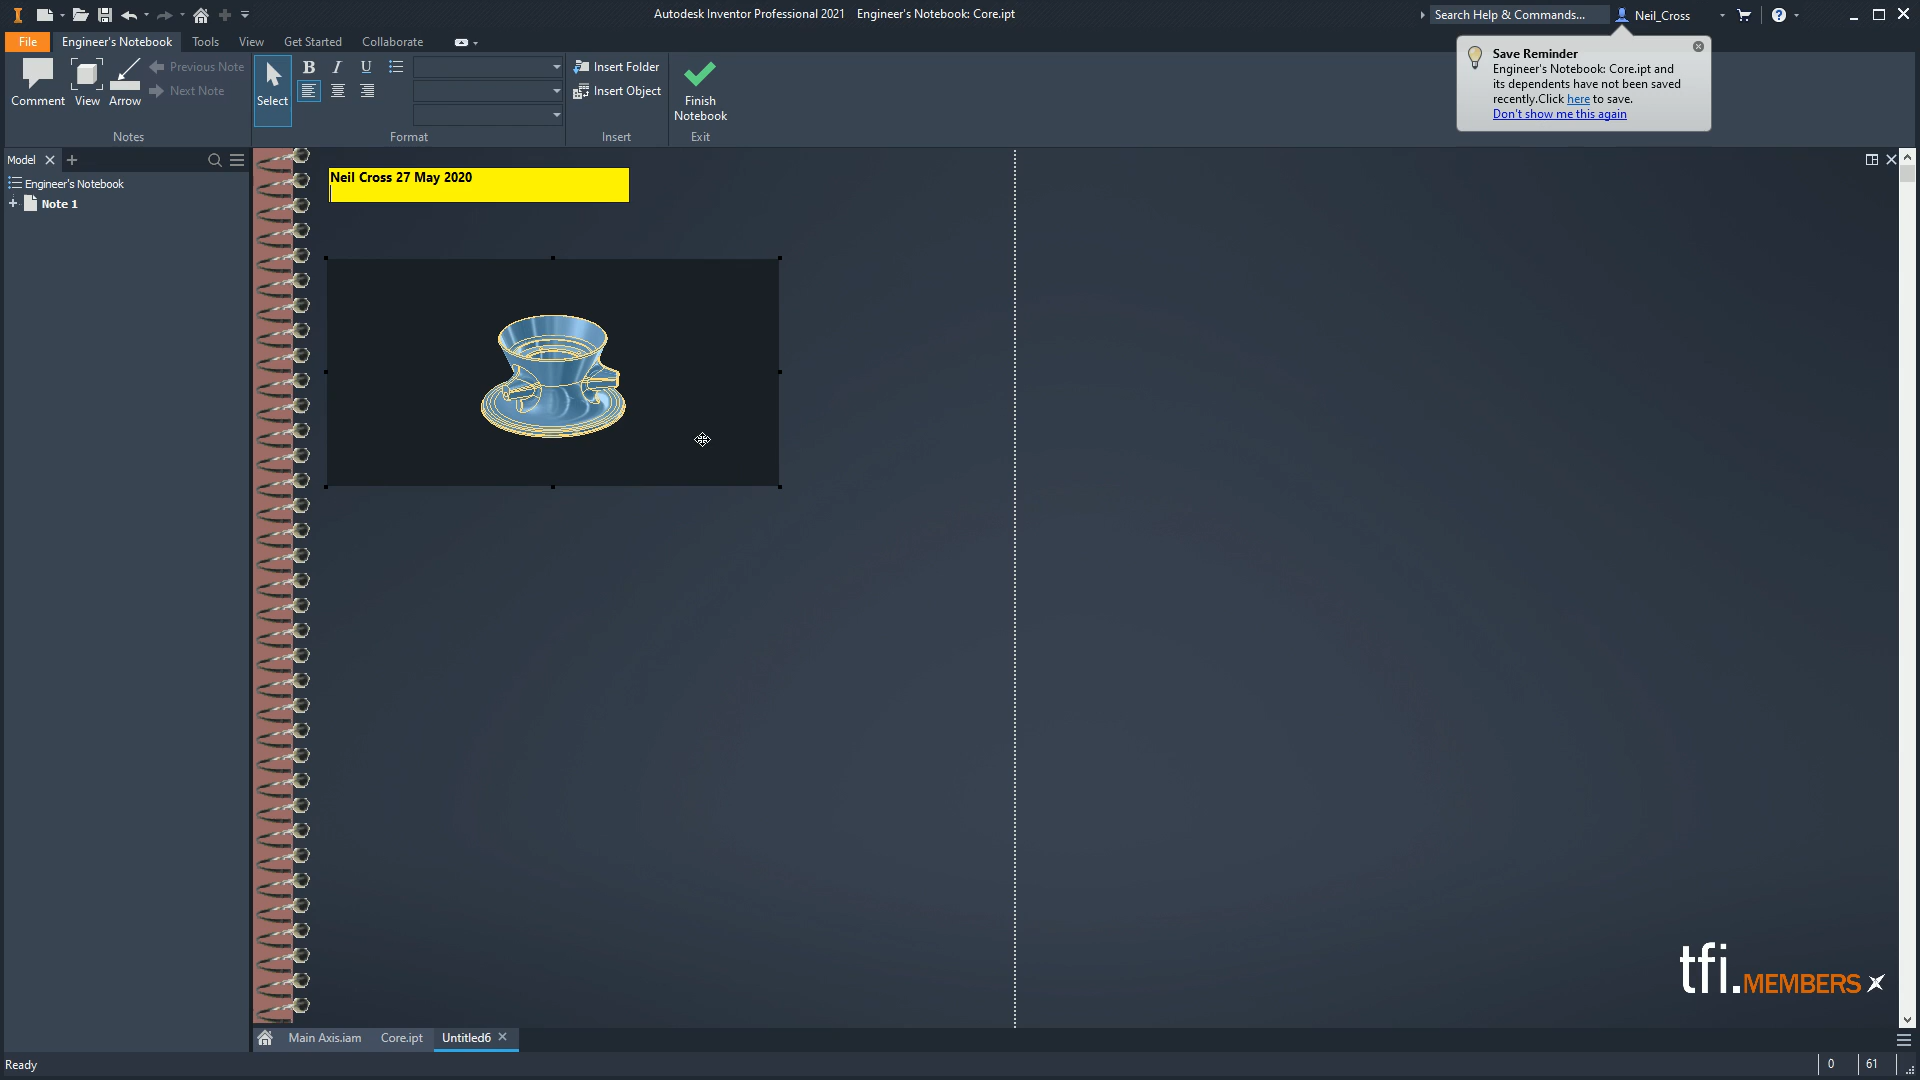 Autodesk Inventor Professional 2021 Engineer's Notebook: Core.ipt
Search Help & Commands...
Neil_Cross
File
Engineer's Notebook
Tools
View
Get Started
Collaborate
Comment
View
Arrow
Previous Note
Next Note
Notes
Select
B I U
Format
Insert Folder
Insert Object
Insert
Finish
Notebook
Exit
Save Reminder
Engineer's Notebook: Core.ipt and
its dependents have not been saved
recently.Click here to save.
Don't show me this again
Model
Engineer's Notebook
Note 1
Neil Cross 27 May 2020
tfi.MEMBERS
Main Axis.iam
Core.ipt
Untitled6
Ready
0
61